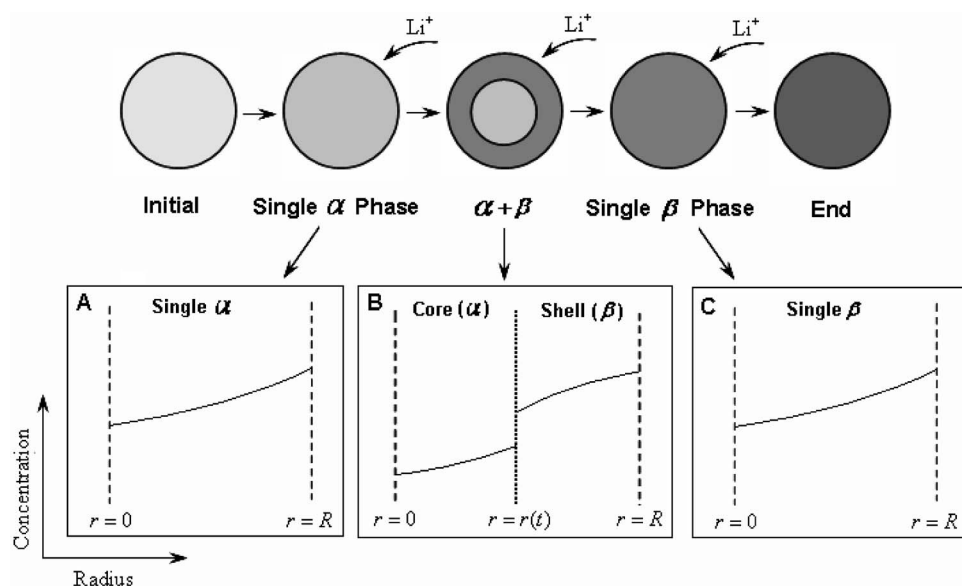 Li⁺ Li⁺ Li⁺
Initial Single α Phase α+β Single β Phase End
A Single α
B Core (α) Shell (β)
C Single β
Concentration
r = 0 r = R
r = 0 r = r(t) r = R
r = 0 r = R
Radius